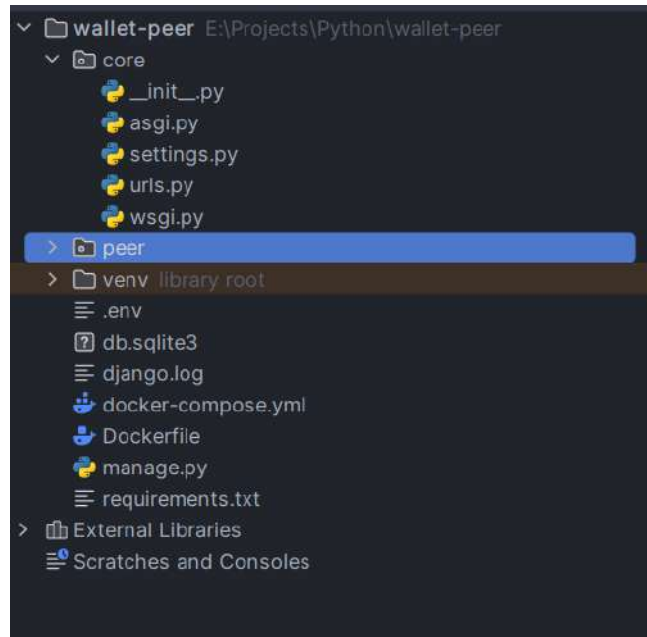 wallet-peer E:\Projects\Python\wallet-peer
core
__init__.py
asgi.py
settings.py
urls.py
wsgi.py
peer
venv library root
.env
db.sqlite3
django.log
docker-compose.yml
Dockerfile
manage.py
requirements.txt
External Libraries
Scratches and Consoles